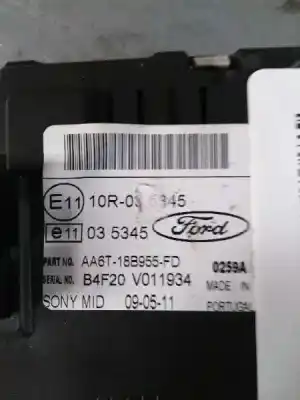 E11 10R-03 5345
e11 03 5345
Ford
PART NO. AA6T-18B955-FD
SERIAL NO. B4F20 V011934
0259A
SONY MID 09-05-11
MADE IN
PORTUGAL